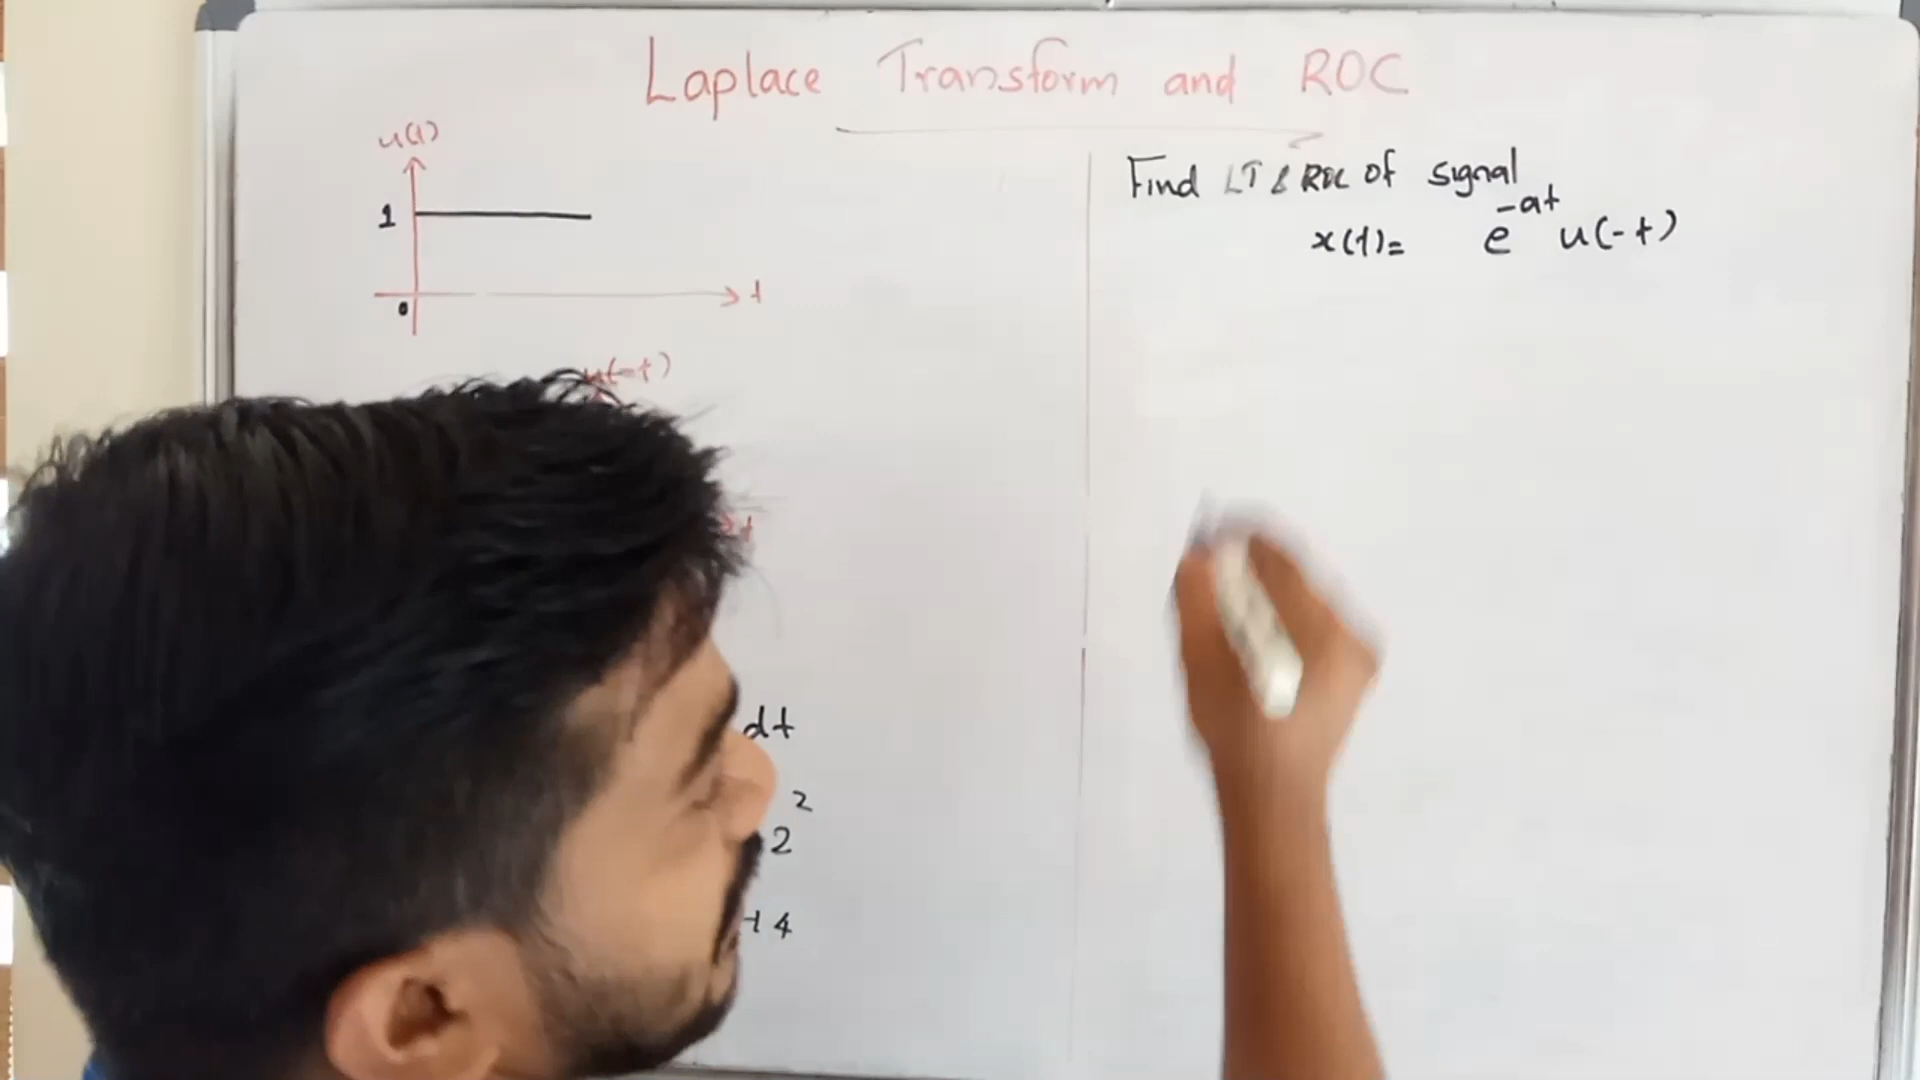 Laplace Transform and ROC
u(t)
1
t
0
u(-t)
t
dt
2
2
+4
Find LT & ROC of signal
x(t)= e^-at u(-t)